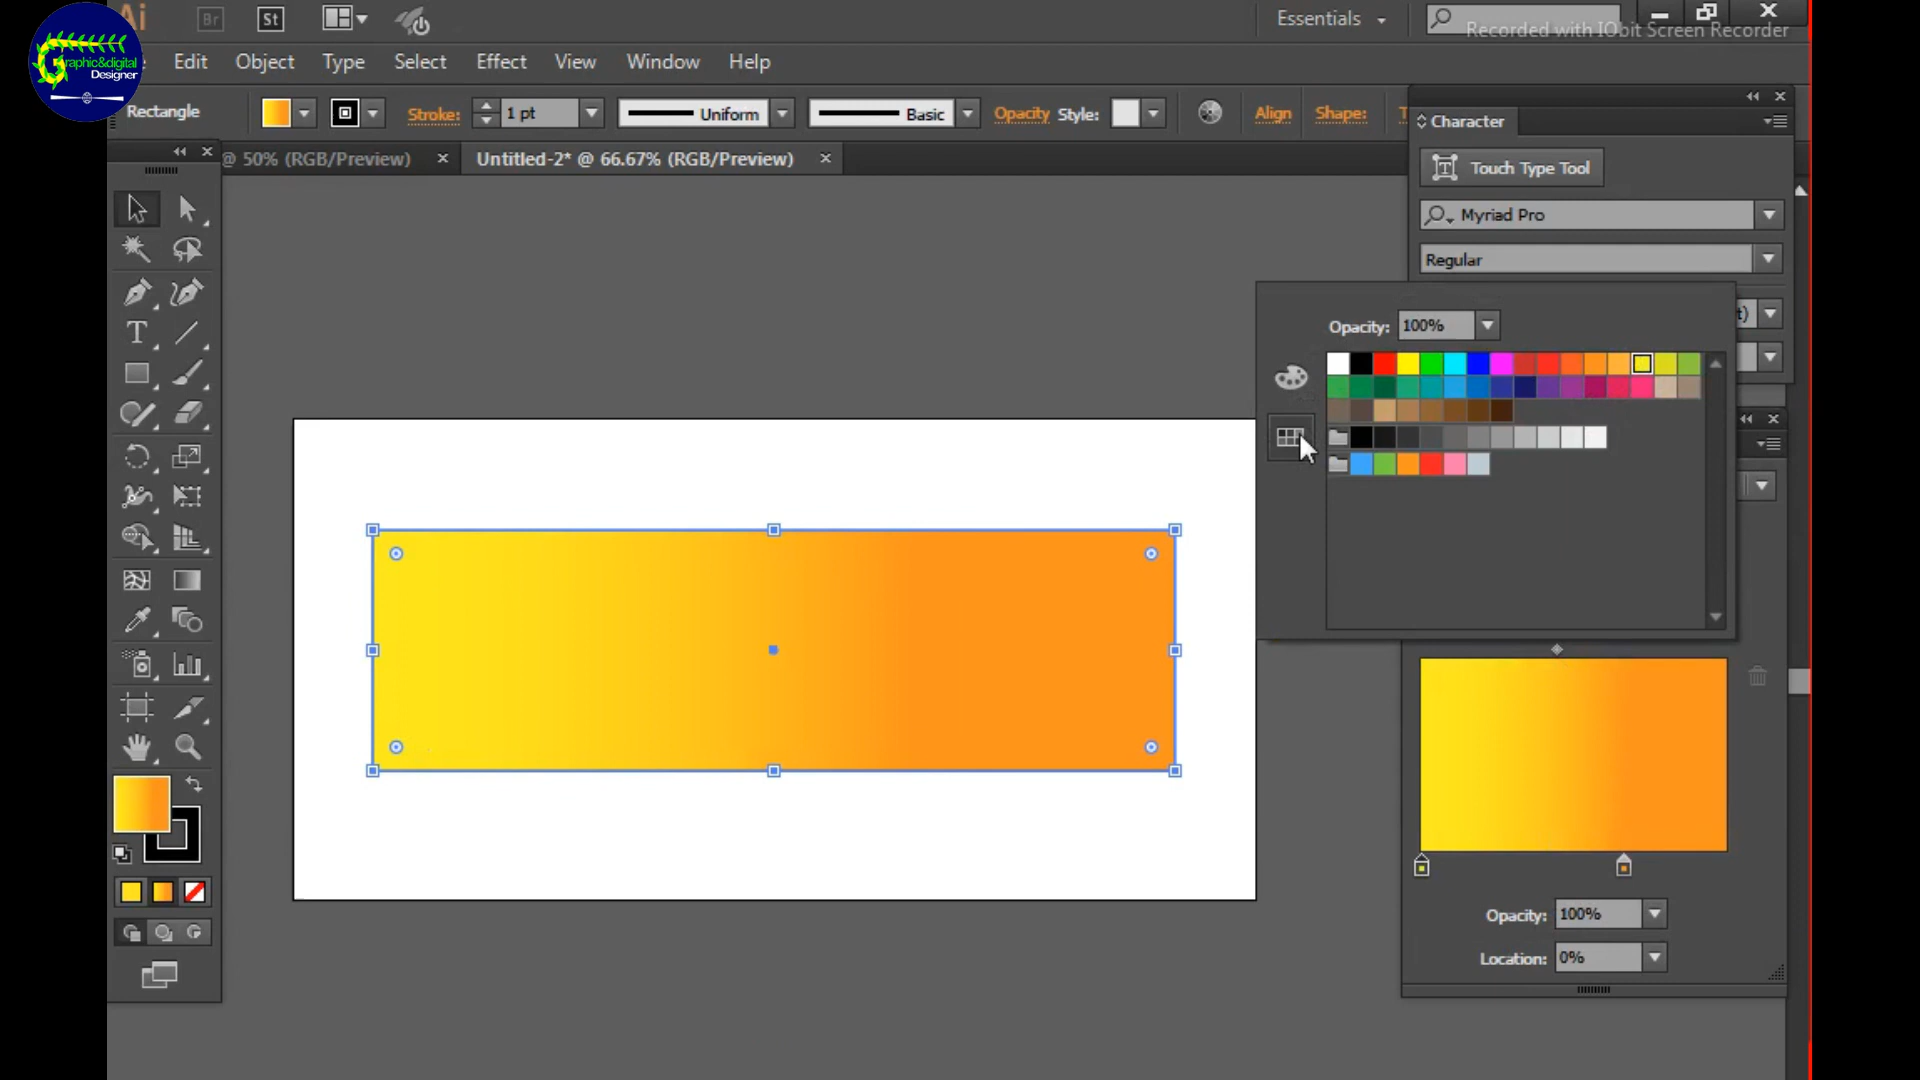 Ai Br St Essentials
Recorded with IObit Screen Recorder
Graphic&digital
Designer
Edit Object Type Select Effect View Window Help
Rectangle Stroke: 1 pt Uniform Basic Opacity Style: Align Shape: T
Character
@ 50% (RGB/Preview) × Untitled-2* @ 66.67% (RGB/Preview) ×
Touch Type Tool
Myriad Pro
Regular
t)
Opacity: 100%
Opacity: 100%
Location: 0%